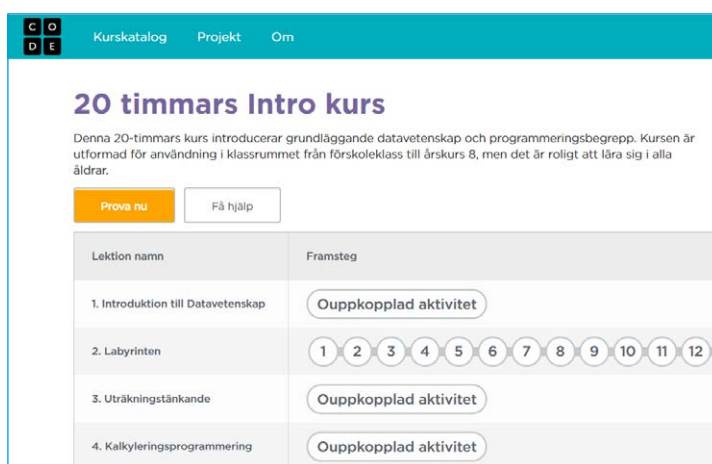 C O
D E
Kurskatalog Projekt Om
20 timmars Intro kurs
Denna 20-timmars kurs introducerar grundläggande datavetenskap och programmeringsbegrepp. Kursen är
utformad för användning i klassrummet från förskoleklass till årskurs 8, men det är roligt att lära sig i alla
åldrar.
Prova nu Få hjälp
Lektion namn Framsteg
1. Introduktion till Datavetenskap Ouppkopplad aktivitet
2. Labyrinten 1 2 3 4 5 6 7 8 9 10 11 12
3. Uträkningstänkande Ouppkopplad aktivitet
4. Kalkyleringsprogrammering Ouppkopplad aktivitet